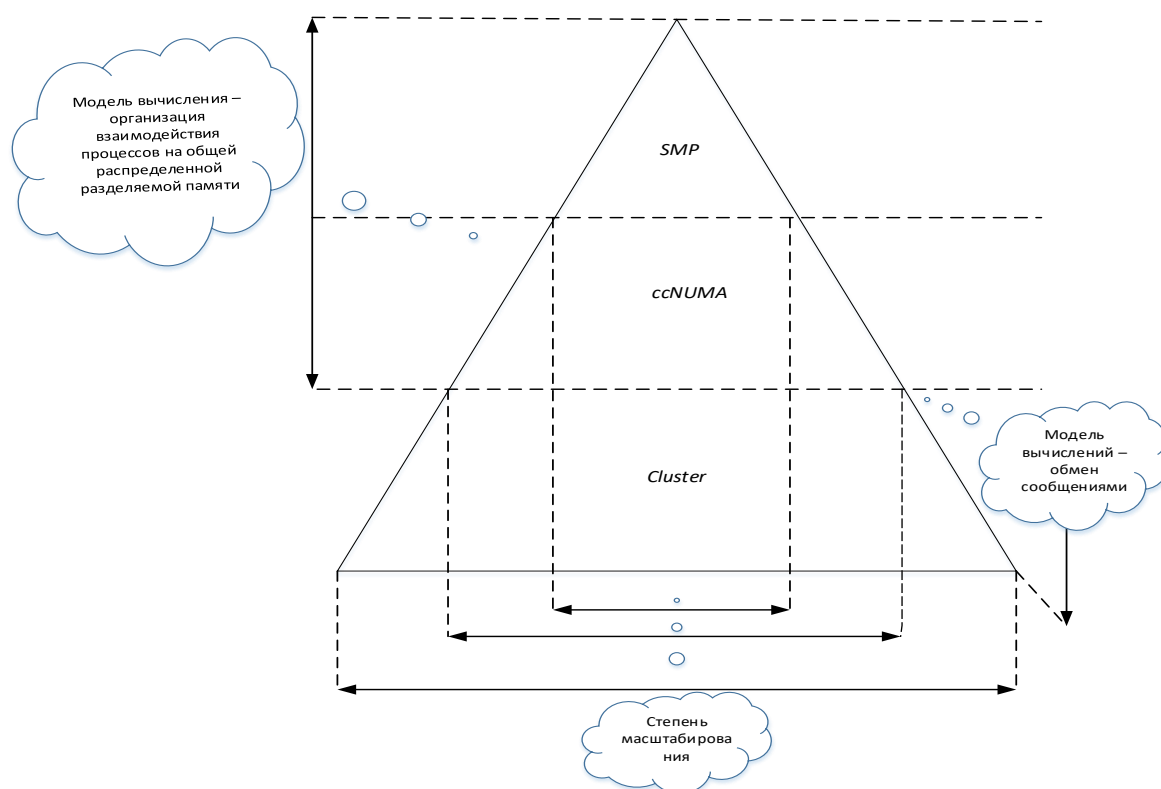 Модель вычисления –
организация
взаимодействия
процессов на общей
распределенной
разделяемой памяти
SMP
ccNUMA
Cluster
Модель
вычислений –
обмен
сообщениями
Степень
масштабирова
ния